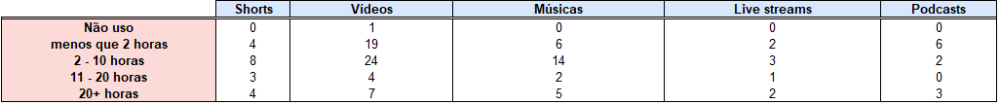 Shorts Vídeos Músicas Live streams Podcasts
Não uso 0 1 0 0 0
menos que 2 horas 4 19 6 2 6
2 - 10 horas 8 24 14 3 2
11 - 20 horas 3 4 2 1 0
20+ horas 4 7 5 2 3